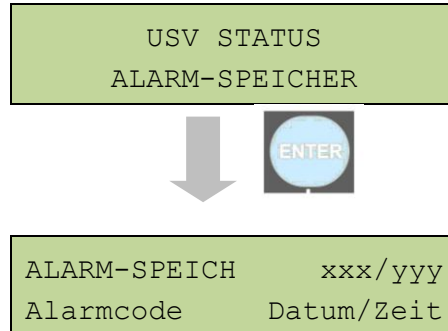 USV STATUS
ALARM-SPEICHER
ENTER
ALARM-SPEICH xxx/yyy
Alarmcode Datum/Zeit